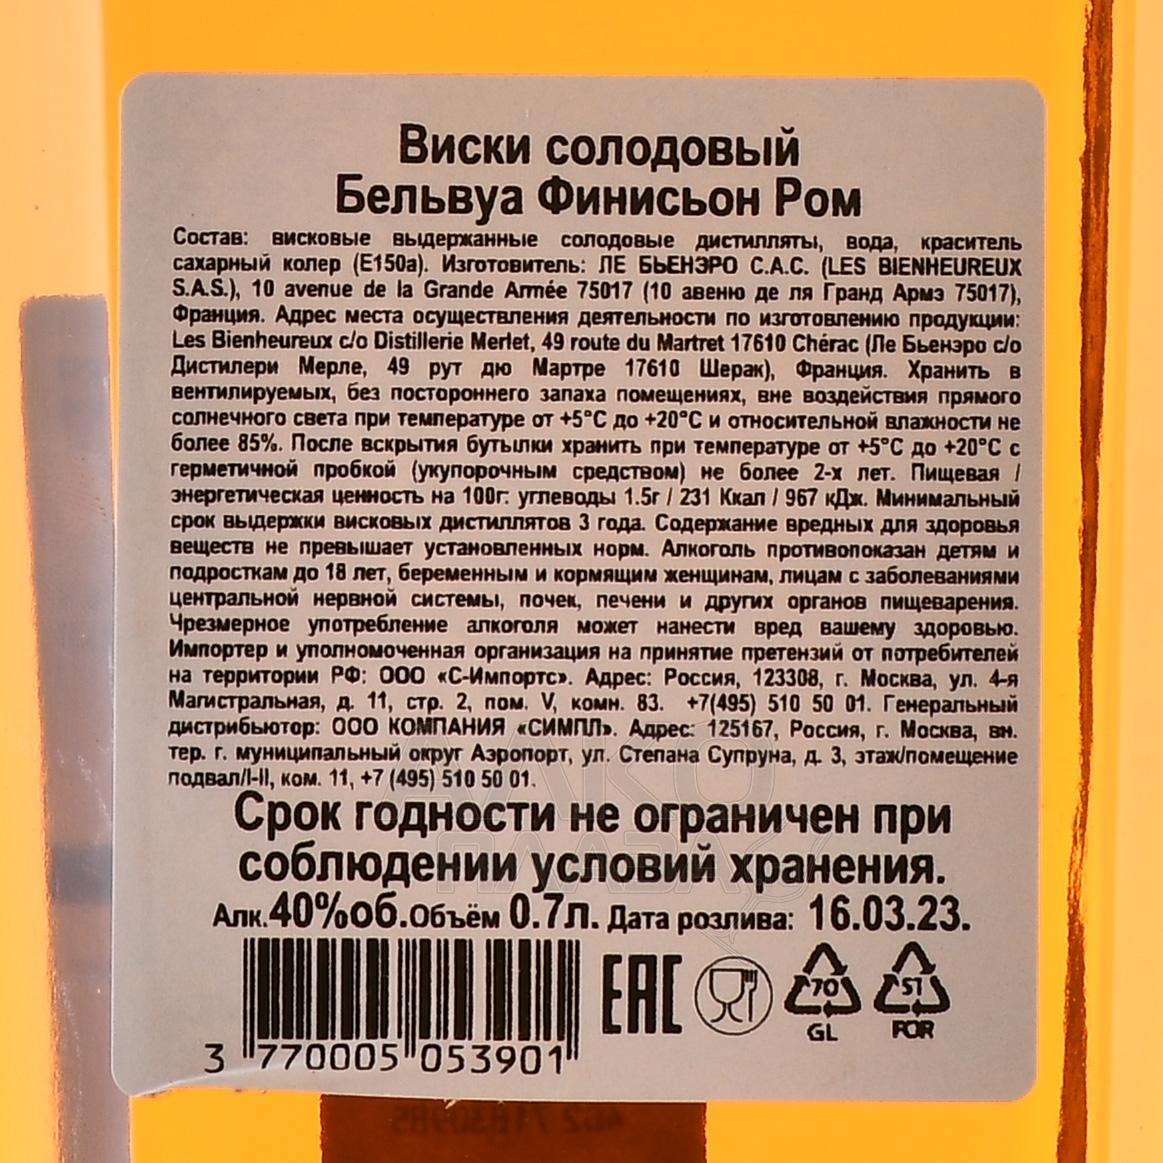 Виски солодовый
Бельвуа Финисьон Ром
Состав: висковые выдержанные солодовые дистилляты, вода, краситель
сахарный колер (Е150а). Изготовитель: ЛЕ БЬЕНЭРО С.А.С. (LES BIENHEUREUX
S.A.S.), 10 avenue de la Grande Armée 75017 (10 авеню де ля Гранд Армэ 75017),
Франция. Адрес места осуществления деятельности по изготовлению продукции:
Les Bienheureux c/o Distillerie Merlet, 49 route du Martret 17610 Chérac (Ле Бьенэро с/о
Дистилери Мерле, 49 рут дю Мартре 17610 Шерак), Франция. Хранить в
вентилируемых, без постороннего запаха помещениях, вне воздействия прямого
солнечного света при температуре от +5°С до +20°С и относительной влажности не
более 85%. После вскрытия бутылки хранить при температуре от +5°С до +20°С с
герметичной пробкой (укупорочным средством) не более 2-х лет. Пищевая /
энергетическая ценность на 100г: углеводы 1.5г / 231 Ккал / 967 кДж. Минимальный
срок выдержки висковых дистиллятов 3 года. Содержание вредных для здоровья
веществ не превышает установленных норм. Алкоголь противопоказан детям и
подросткам до 18 лет, беременным и кормящим женщинам, лицам с заболеваниями
центральной нервной системы, почек, печени и других органов пищеварения.
Чрезмерное употребление алкоголя может нанести вред вашему здоровью.
Импортер и уполномоченная организация на принятие претензий от потребителей
на территории РФ: ООО «С-Импортс». Адрес: Россия, 123308, г. Москва, ул. 4-я
Магистральная, д. 11, стр. 2, пом. V, комн. 83. +7(495) 510 50 01. Генеральный
дистрибьютор: ООО КОМПАНИЯ «СИМПЛ». Адрес: 125167, Россия, г. Москва, вн.
тер. г. муниципальный округ Аэропорт, ул. Степана Супруна, д. 3, этаж/помещение
подвал/I-II, ком. 11, +7 (495) 510 50 01.
Срок годности не ограничен при
соблюдении условий хранения.
Алк.40%об.Объём 0.7л. Дата розлива: 16.03.23.
EAC 70 51
GL FOR
3 770005 053901